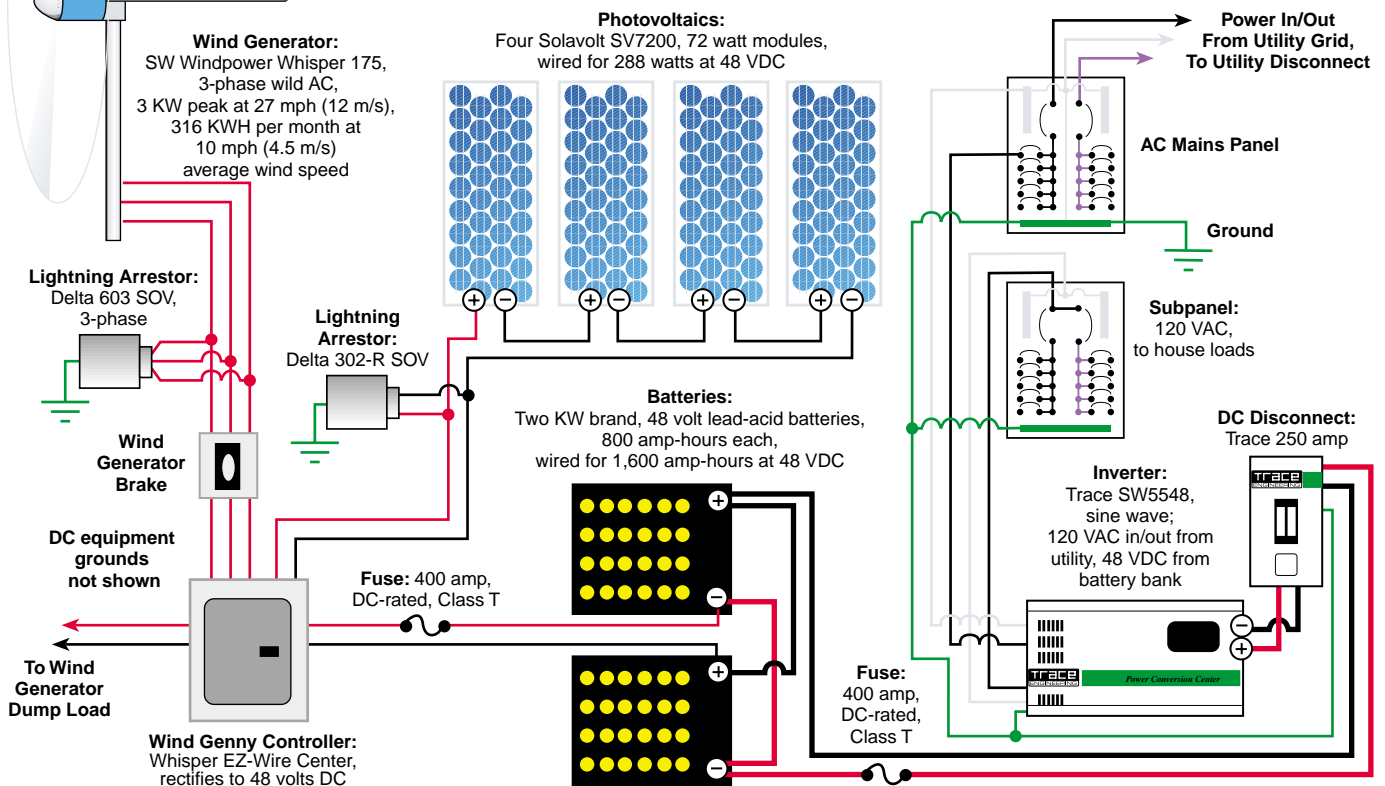 Wind Generator:
SW Windpower Whisper 175,
3-phase wild AC,
3 KW peak at 27 mph (12 m/s),
316 KWH per month at
10 mph (4.5 m/s)
average wind speed
Photovoltaics:
Four Solavolt SV7200, 72 watt modules,
wired for 288 watts at 48 VDC
Power In/Out
From Utility Grid,
To Utility Disconnect
AC Mains Panel
Ground
Lightning Arrestor:
Delta 603 SOV,
3-phase
Lightning
Arrestor:
Delta 302-R SOV
+
−
+
−
+
−
+
−
Subpanel:
120 VAC,
to house loads
Wind
Generator
Brake
Batteries:
Two KW brand, 48 volt lead-acid batteries,
800 amp-hours each,
wired for 1,600 amp-hours at 48 VDC
DC Disconnect:
Trace 250 amp
Trace
ENGINEERING
Inverter:
Trace SW5548,
sine wave;
120 VAC in/out from
utility, 48 VDC from
battery bank
DC equipment
grounds
not shown
Fuse: 400 amp,
DC-rated, Class T
+
−
+
−
To Wind
Generator
Dump Load
Wind Genny Controller:
Whisper EZ-Wire Center,
rectifies to 48 volts DC
Fuse:
400 amp,
DC-rated,
Class T
−
+
Trace
ENGINEERING
Power Conversion Center